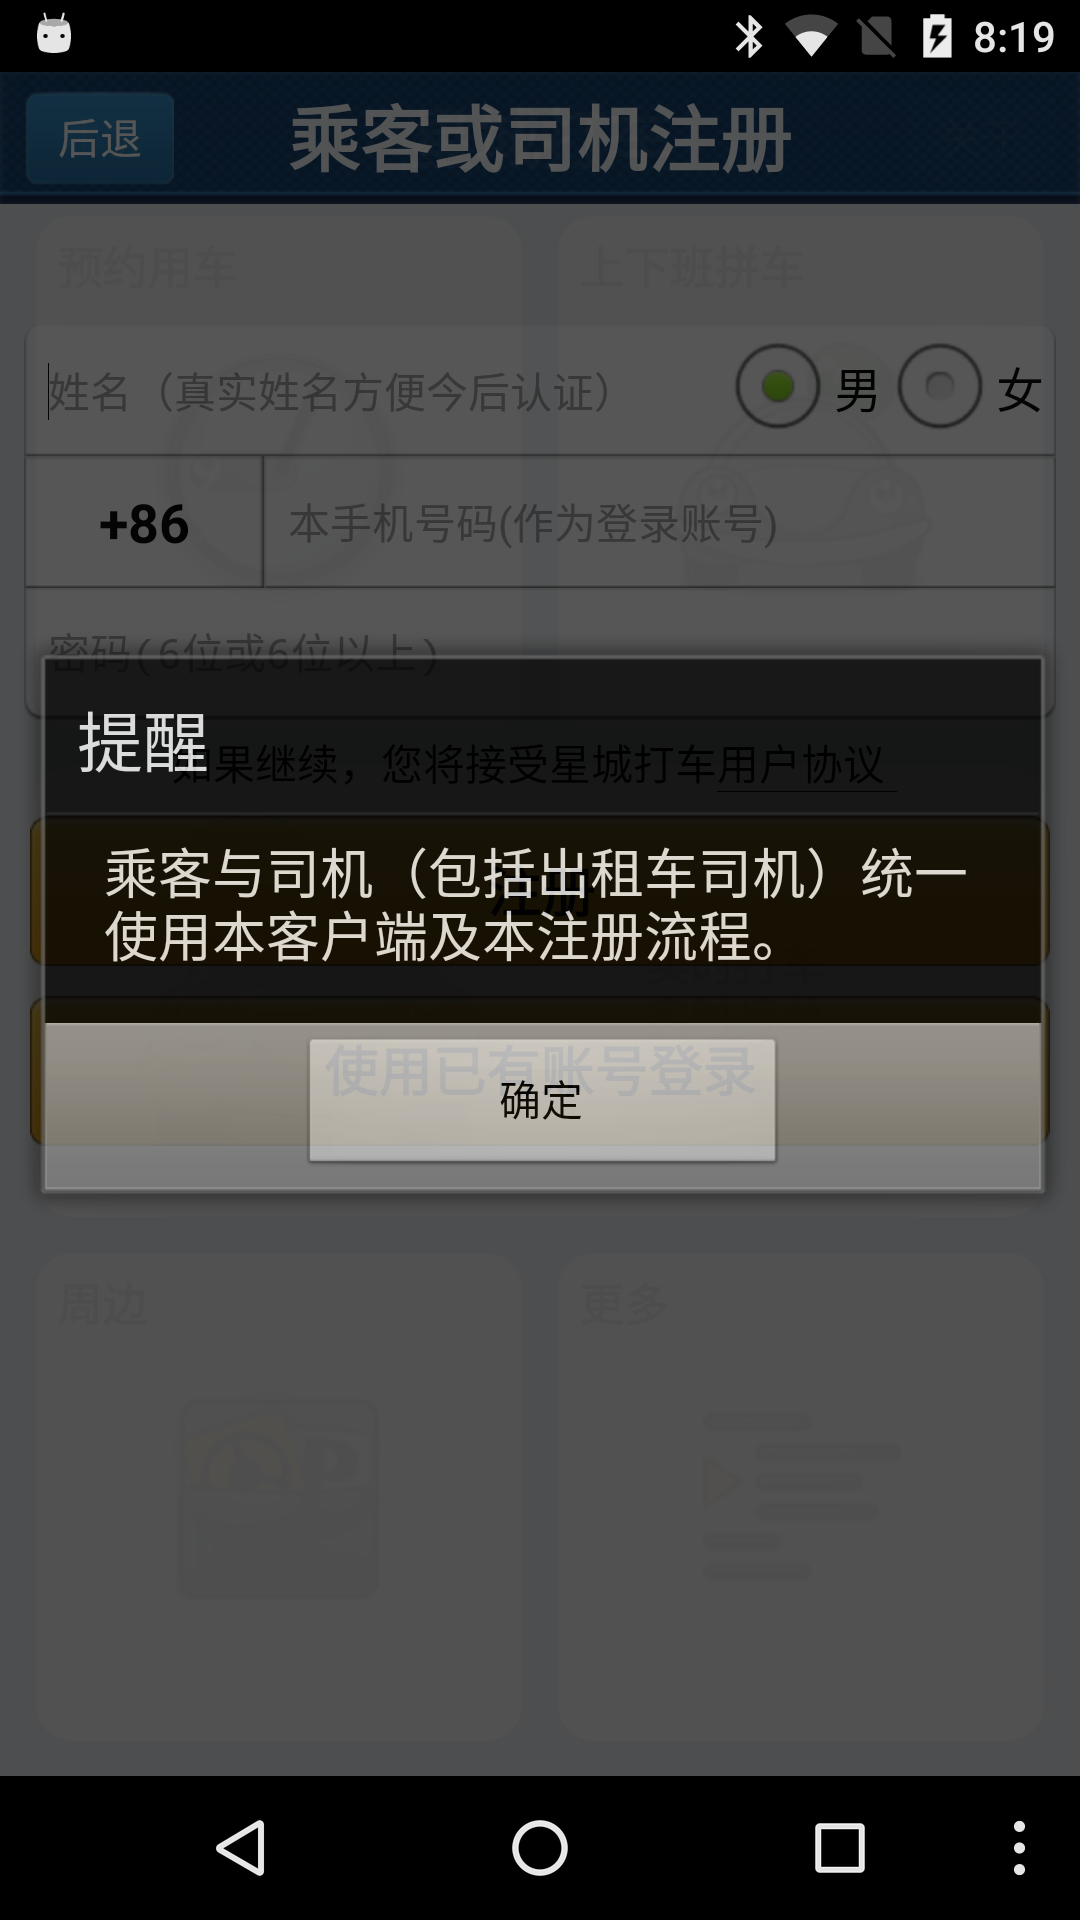 8:19
后退
乘客或司机注册
预约用车
上下班拼车
姓名（真实姓名方便今后认证）
男
女
+86
本手机号码(作为登录账号)
密码(6位或6位以上)
提醒
如果继续，您将接受星城打车用户协议
乘客与司机（包括出租车司机）统一
使用本客户端及本注册流程。
注册
使用已有账号登录
确定
周边
更多